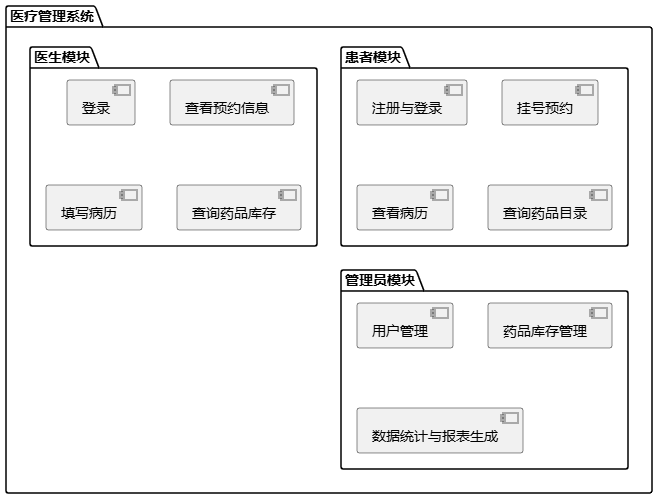 医疗管理系统
医生模块
登录
查看预约信息
填写病历
查询药品库存
患者模块
注册与登录
挂号预约
查看病历
查询药品目录
管理员模块
用户管理
药品库存管理
数据统计与报表生成